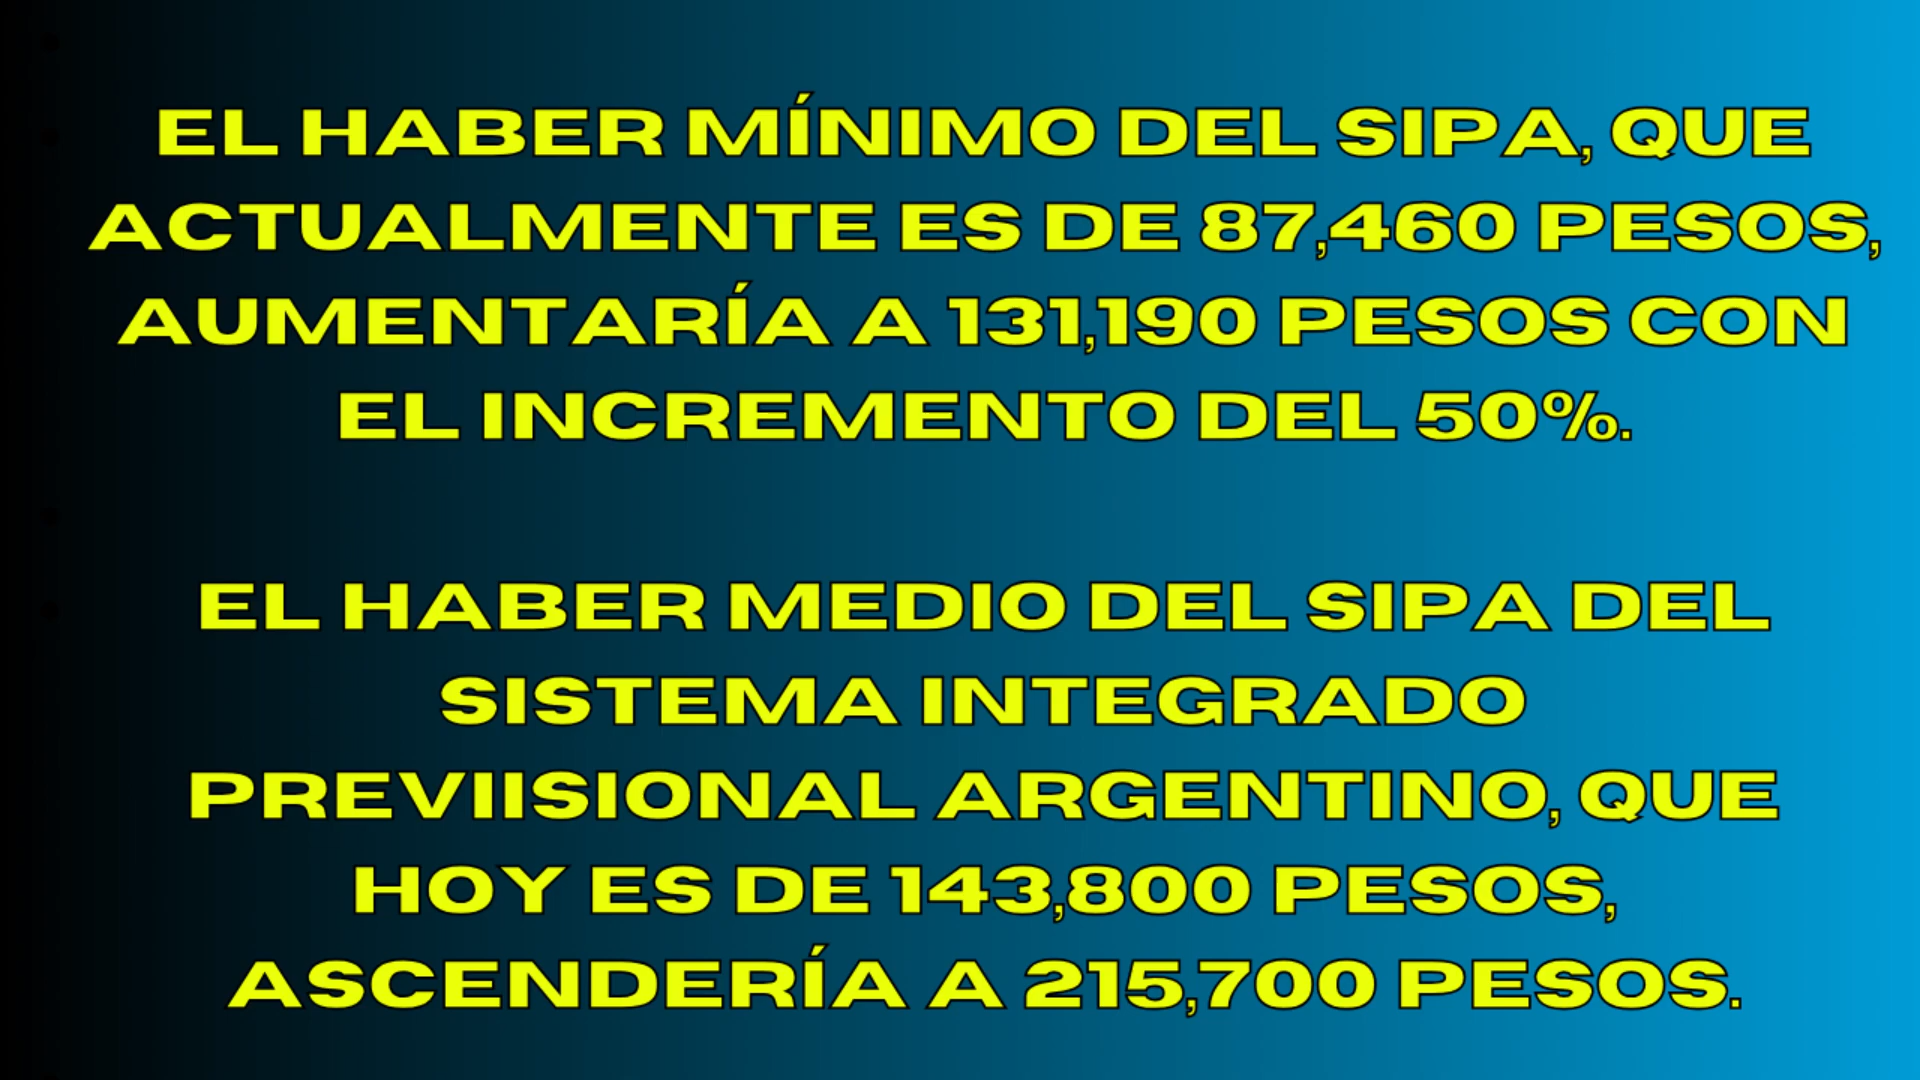 EL HABER MÍNIMO DEL SIPA, QUE
ACTUALMENTE ES DE 87,460 PESOS,
AUMENTARÍA A 131,190 PESOS CON
EL INCREMENTO DEL 50%.
EL HABER MEDIO DEL SIPA DEL
SISTEMA INTEGRADO
PREVIISIONAL ARGENTINO, QUE
HOY ES DE 143,800 PESOS,
ASCENDERÍA A 215,700 PESOS.